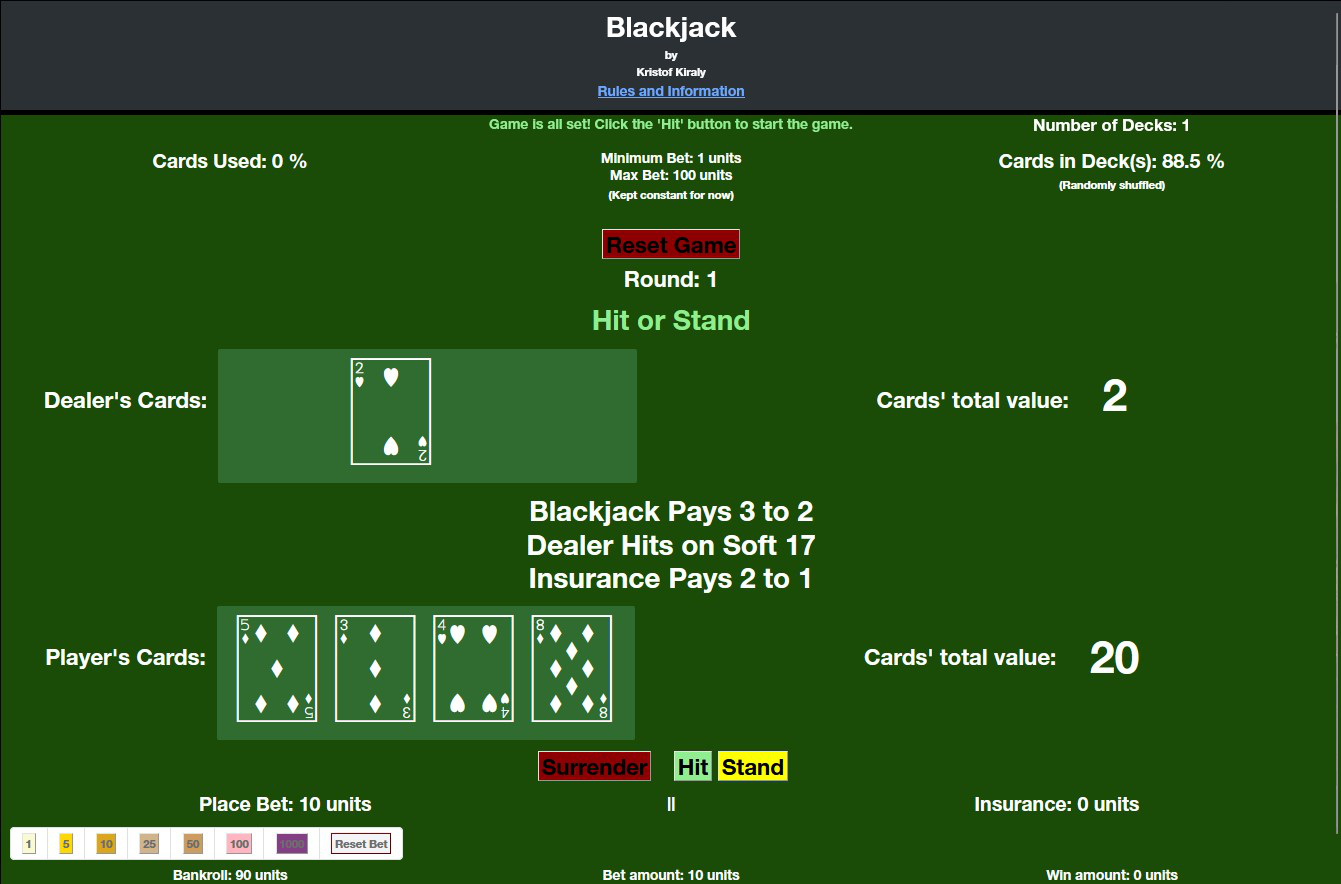 Blackjack
by
Kristof Kiraly
Rules and Information
Game is all set! Click the 'Hit' button to start the game.
Number of Decks: 1
Cards Used: 0 %
Minimum Bet: 1 units
Max Bet: 100 units
(Kept constant for now)
Cards in Deck(s): 88.5 %
(Randomly shuffled)
Reset Game
Round: 1
Hit or Stand
Dealer's Cards:
2
2
Cards' total value: 2
Blackjack Pays 3 to 2
Dealer Hits on Soft 17
Insurance Pays 2 to 1
Player's Cards:
5 3 4 8
5 3 4 8
Cards' total value: 20
Surrender Hit Stand
Place Bet: 10 units
||
Insurance: 0 units
1 5 10 25 50 100 1000 Reset Bet
Bankroll: 90 units
Bet amount: 10 units
Win amount: 0 units